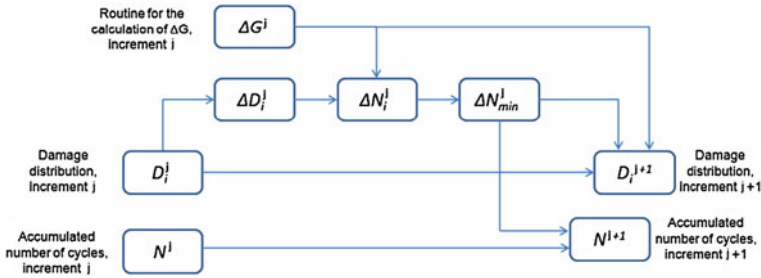 Routine for the
calculation of ΔG,
Increment j
ΔG^j
ΔD_i^j
ΔN_i^j
ΔN_min^j
Damage
distribution,
Increment j
D_i^j
D_i^j+1
Damage
distribution,
Increment j+1
Accumulated
number of cycles,
increment j
N^j
N^j+1
Accumulated
number of cycles,
increment j+1